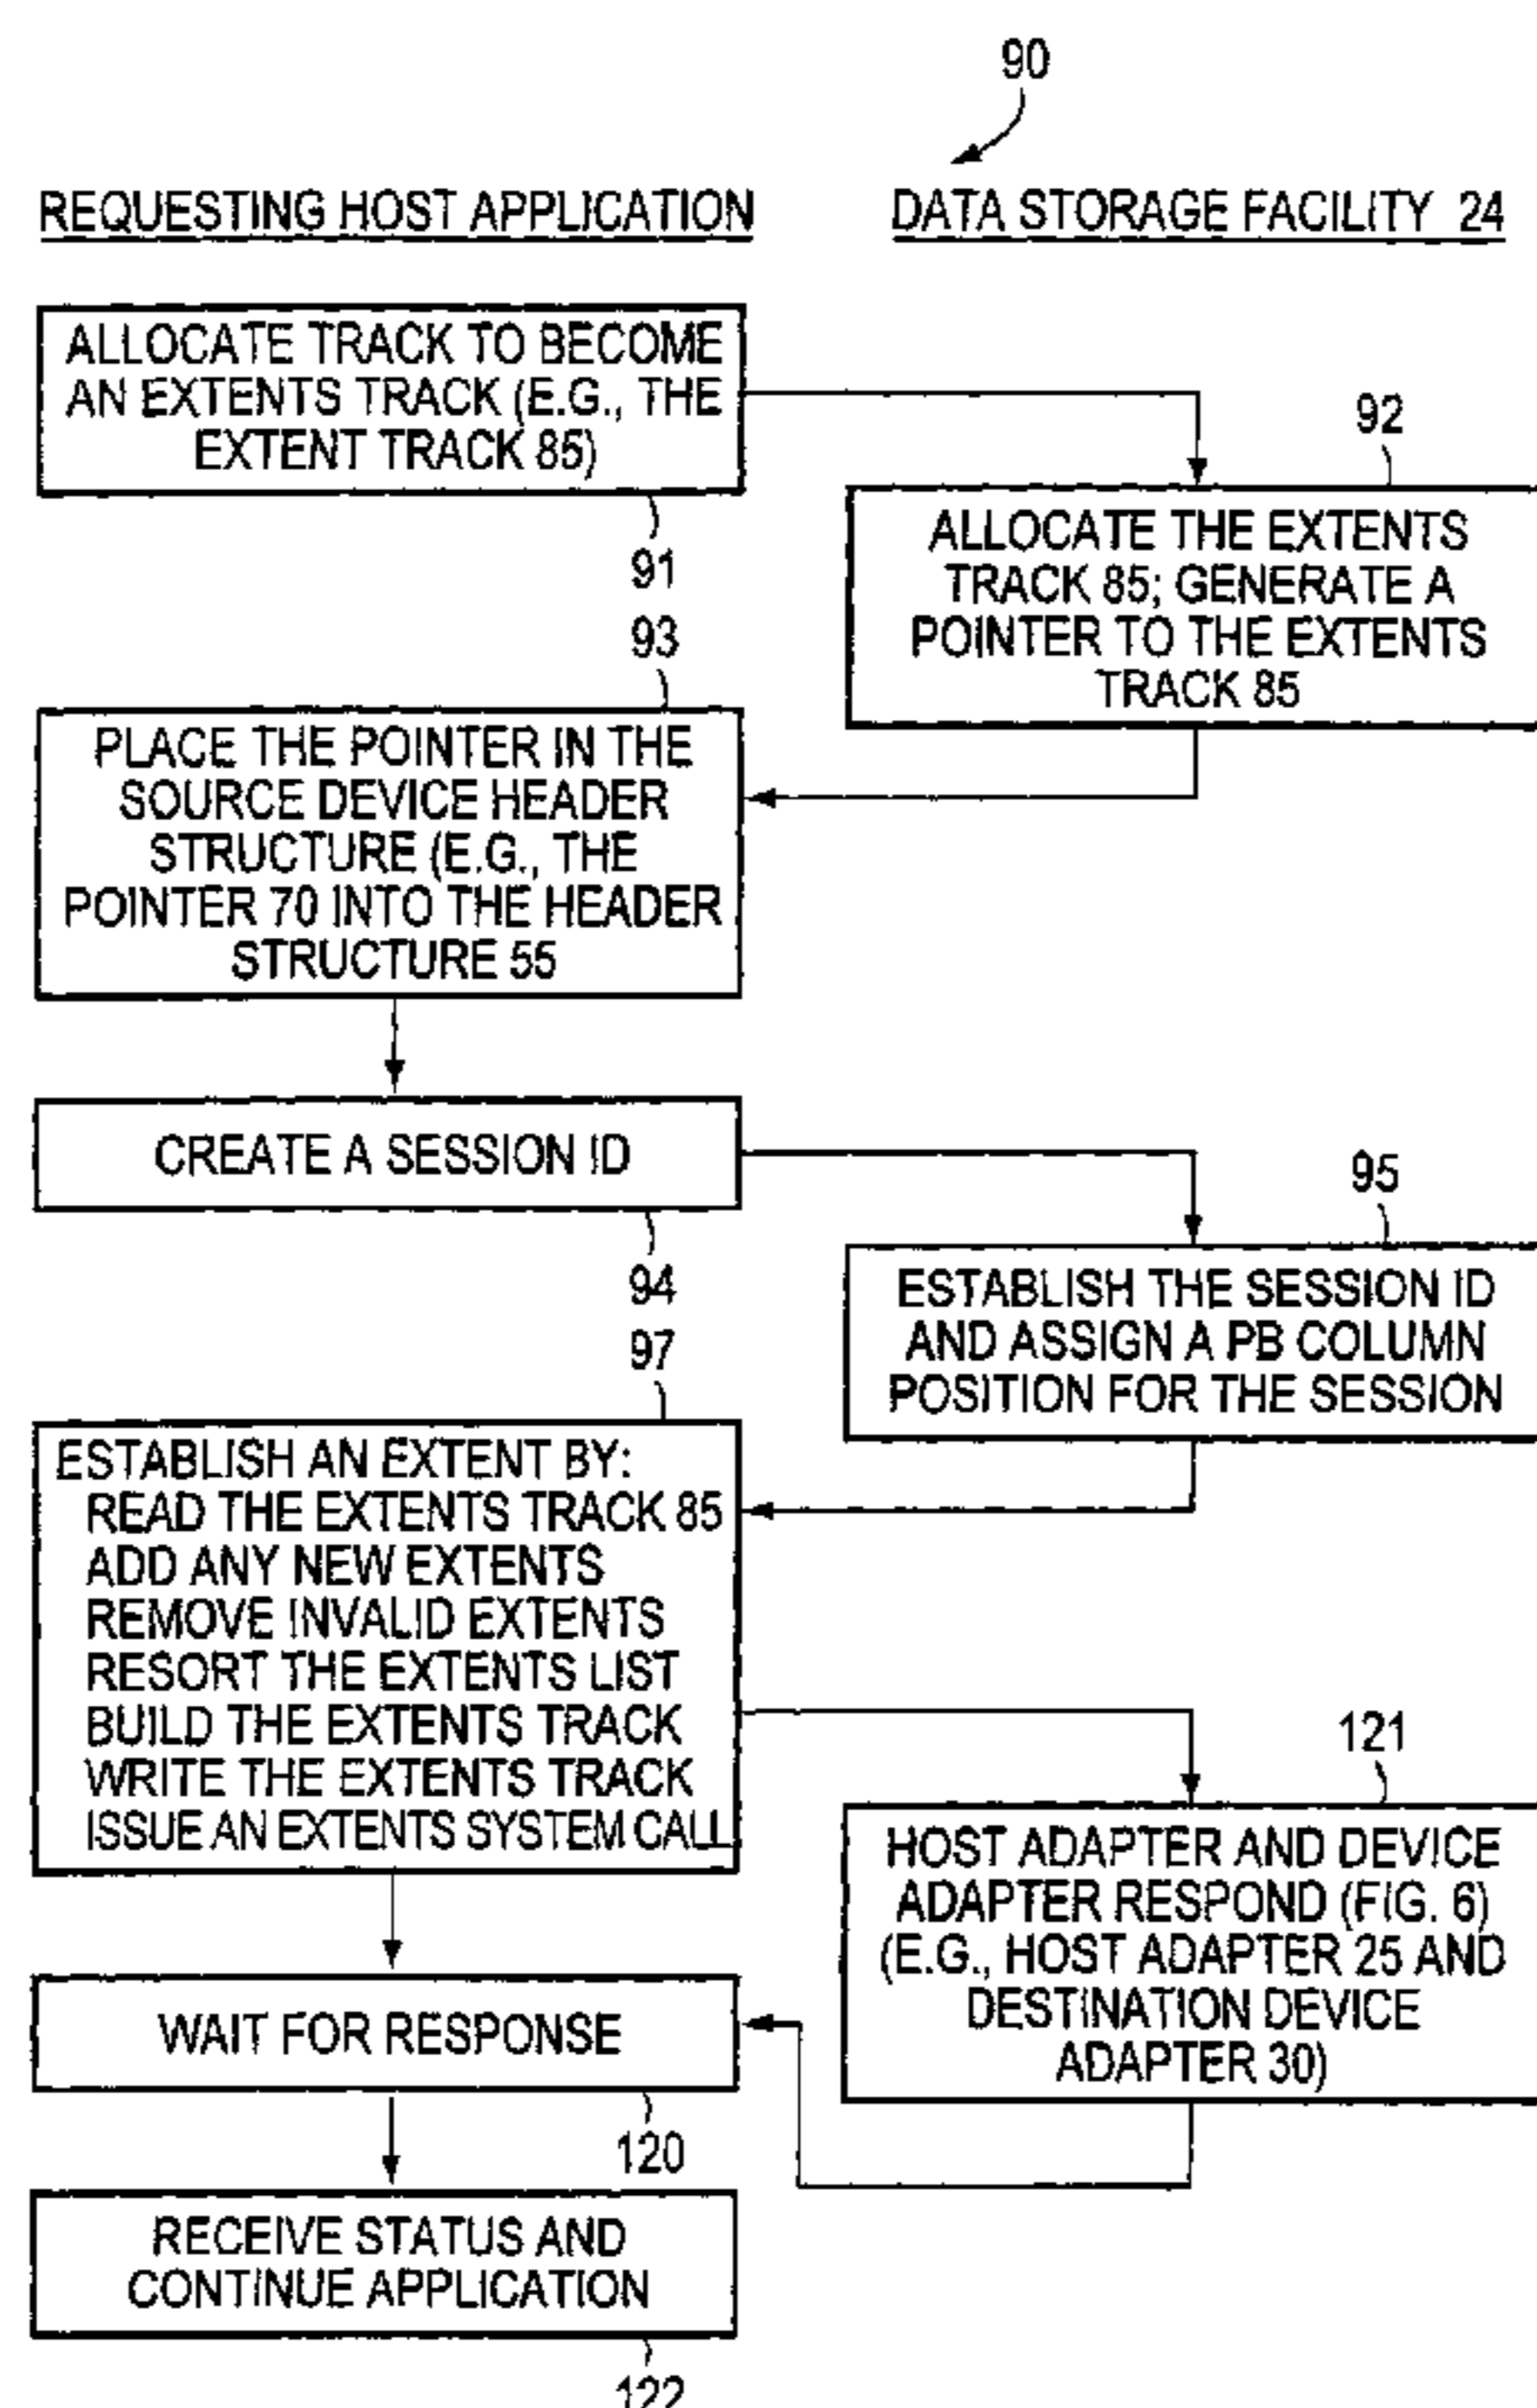 90
REQUESTING HOST APPLICATION
DATA STORAGE FACILITY 24
ALLOCATE TRACK TO BECOME
AN EXTENTS TRACK (E.G., THE
EXTENT TRACK 85)
91
92
ALLOCATE THE EXTENTS
TRACK 85; GENERATE A
POINTER TO THE EXTENTS
TRACK 85
93
PLACE THE POINTER IN THE
SOURCE DEVICE HEADER
STRUCTURE (E.G., THE
POINTER 70 INTO THE HEADER
STRUCTURE 55
CREATE A SESSION ID
94
95
ESTABLISH THE SESSION ID
AND ASSIGN A PB COLUMN
POSITION FOR THE SESSION
97
ESTABLISH AN EXTENT BY:
READ THE EXTENTS TRACK 85
ADD ANY NEW EXTENTS
REMOVE INVALID EXTENTS
RESORT THE EXTENTS LIST
BUILD THE EXTENTS TRACK
WRITE THE EXTENTS TRACK
ISSUE AN EXTENTS SYSTEM CALL
121
HOST ADAPTER AND DEVICE
ADAPTER RESPOND (FIG. 6)
(E.G., HOST ADAPTER 25 AND
DESTINATION DEVICE
ADAPTER 30)
WAIT FOR RESPONSE
120
RECEIVE STATUS AND
CONTINUE APPLICATION
122